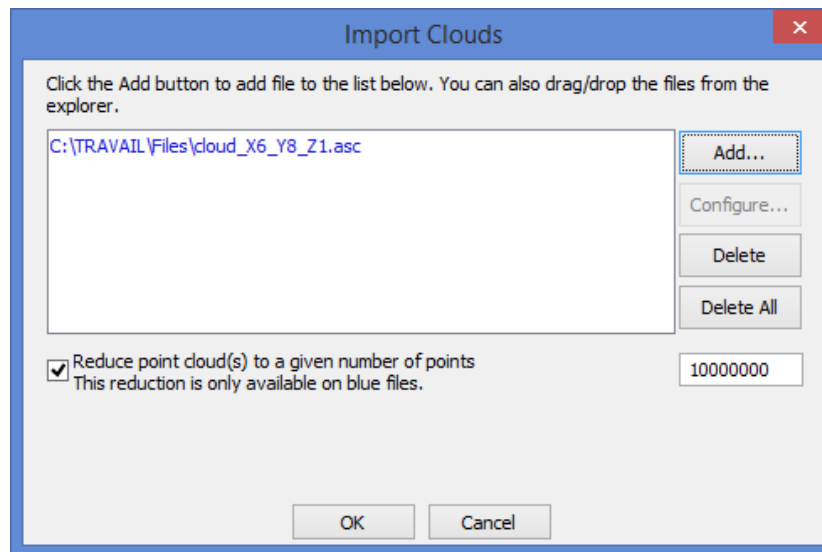 Import Clouds
Click the Add button to add file to the list below. You can also drag/drop the files from the
explorer.
C:\TRAVAIL\Files\cloud_X6_Y8_Z1.asc
Add...
Configure...
Delete
Delete All
Reduce point cloud(s) to a given number of points
This reduction is only available on blue files.
10000000
OK
Cancel